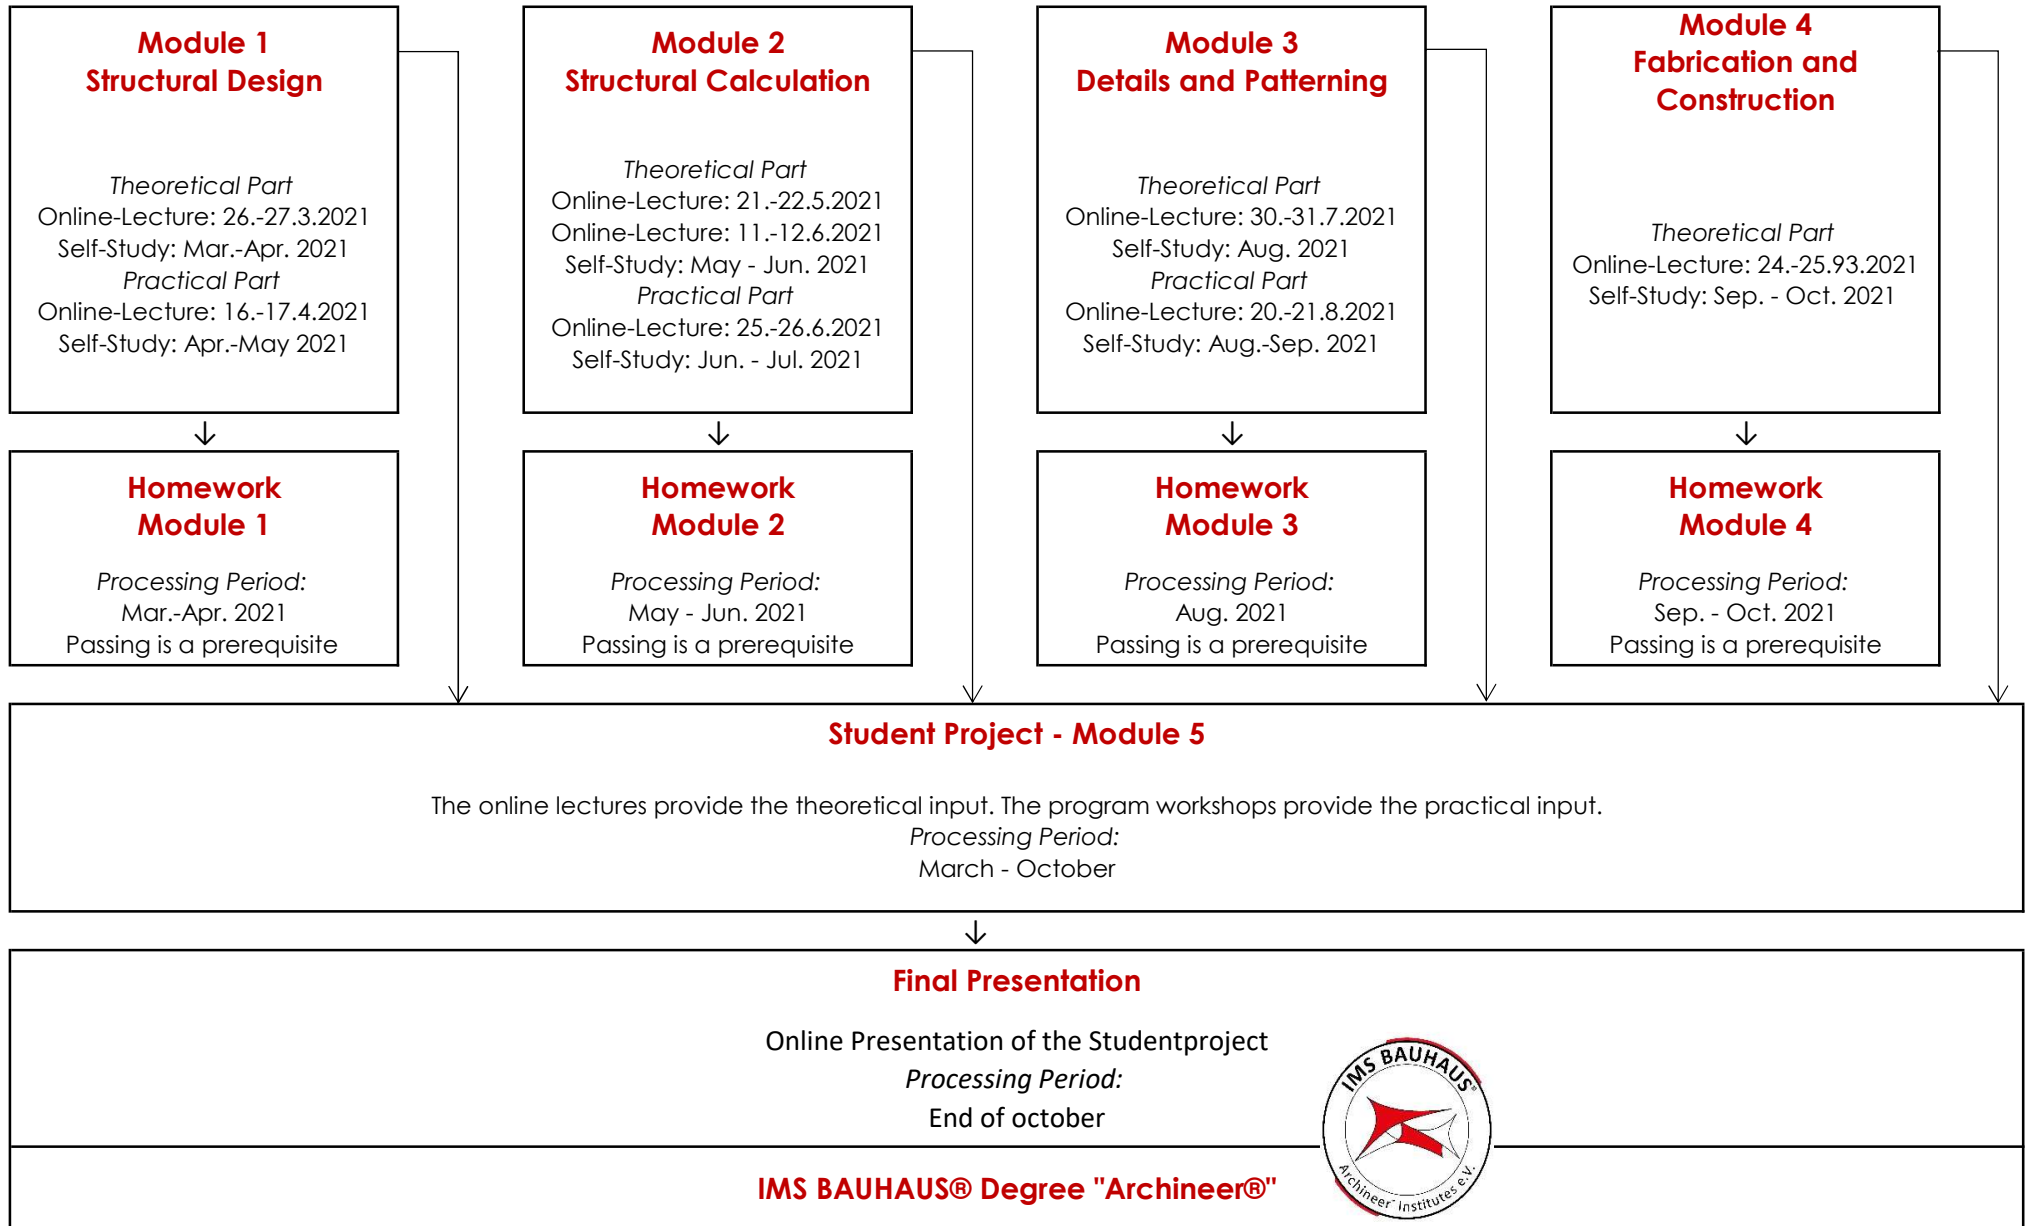 Module 1
Structural Design
Theoretical Part
Online-Lecture: 26.-27.3.2021
Self-Study: Mar.-Apr. 2021
Practical Part
Online-Lecture: 16.-17.4.2021
Self-Study: Apr.-May 2021
Module 2
Structural Calculation
Theoretical Part
Online-Lecture: 21.-22.5.2021
Online-Lecture: 11.-12.6.2021
Self-Study: May - Jun. 2021
Practical Part
Online-Lecture: 25.-26.6.2021
Self-Study: Jun. - Jul. 2021
Module 3
Details and Patterning
Theoretical Part
Online-Lecture: 30.-31.7.2021
Self-Study: Aug. 2021
Practical Part
Online-Lecture: 20.-21.8.2021
Self-Study: Aug.-Sep. 2021
Module 4
Fabrication and
Construction
Theoretical Part
Online-Lecture: 24.-25.93.2021
Self-Study: Sep. - Oct. 2021
Homework
Module 1
Processing Period:
Mar.-Apr. 2021
Passing is a prerequisite
Homework
Module 2
Processing Period:
May - Jun. 2021
Passing is a prerequisite
Homework
Module 3
Processing Period:
Aug. 2021
Passing is a prerequisite
Homework
Module 4
Processing Period:
Sep. - Oct. 2021
Passing is a prerequisite
Student Project - Module 5
The online lectures provide the theoretical input. The program workshops provide the practical input.
Processing Period:
March - October
Final Presentation
Online Presentation of the Studentproject
Processing Period:
End of october
IMS BAUHAUS®
Archineer® Institutes e.V.
IMS BAUHAUS® Degree "Archineer®"